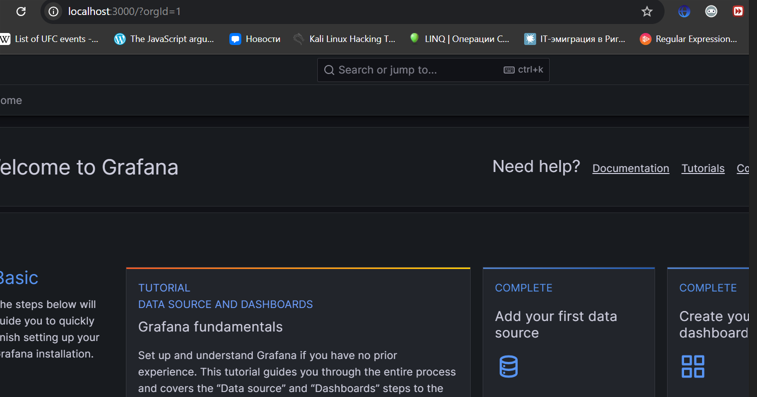 localhost:3000/?orgId=1
W List of UFC events -... The JavaScript argu... Новости Kali Linux Hacking T... LINQ | Операции С... IT-эмиграция в Риг... Regular Expression...
Search or jump to... ctrl+k
ome
elcome to Grafana
Need help? Documentation Tutorials Co
Basic
he steps below will
uide you to quickly
nish setting up your
rafana installation.
TUTORIAL
DATA SOURCE AND DASHBOARDS
Grafana fundamentals
Set up and understand Grafana if you have no prior
experience. This tutorial guides you through the entire process
and covers the “Data source” and “Dashboards” steps to the
COMPLETE
Add your first data
source
COMPLETE
Create you
dashboard